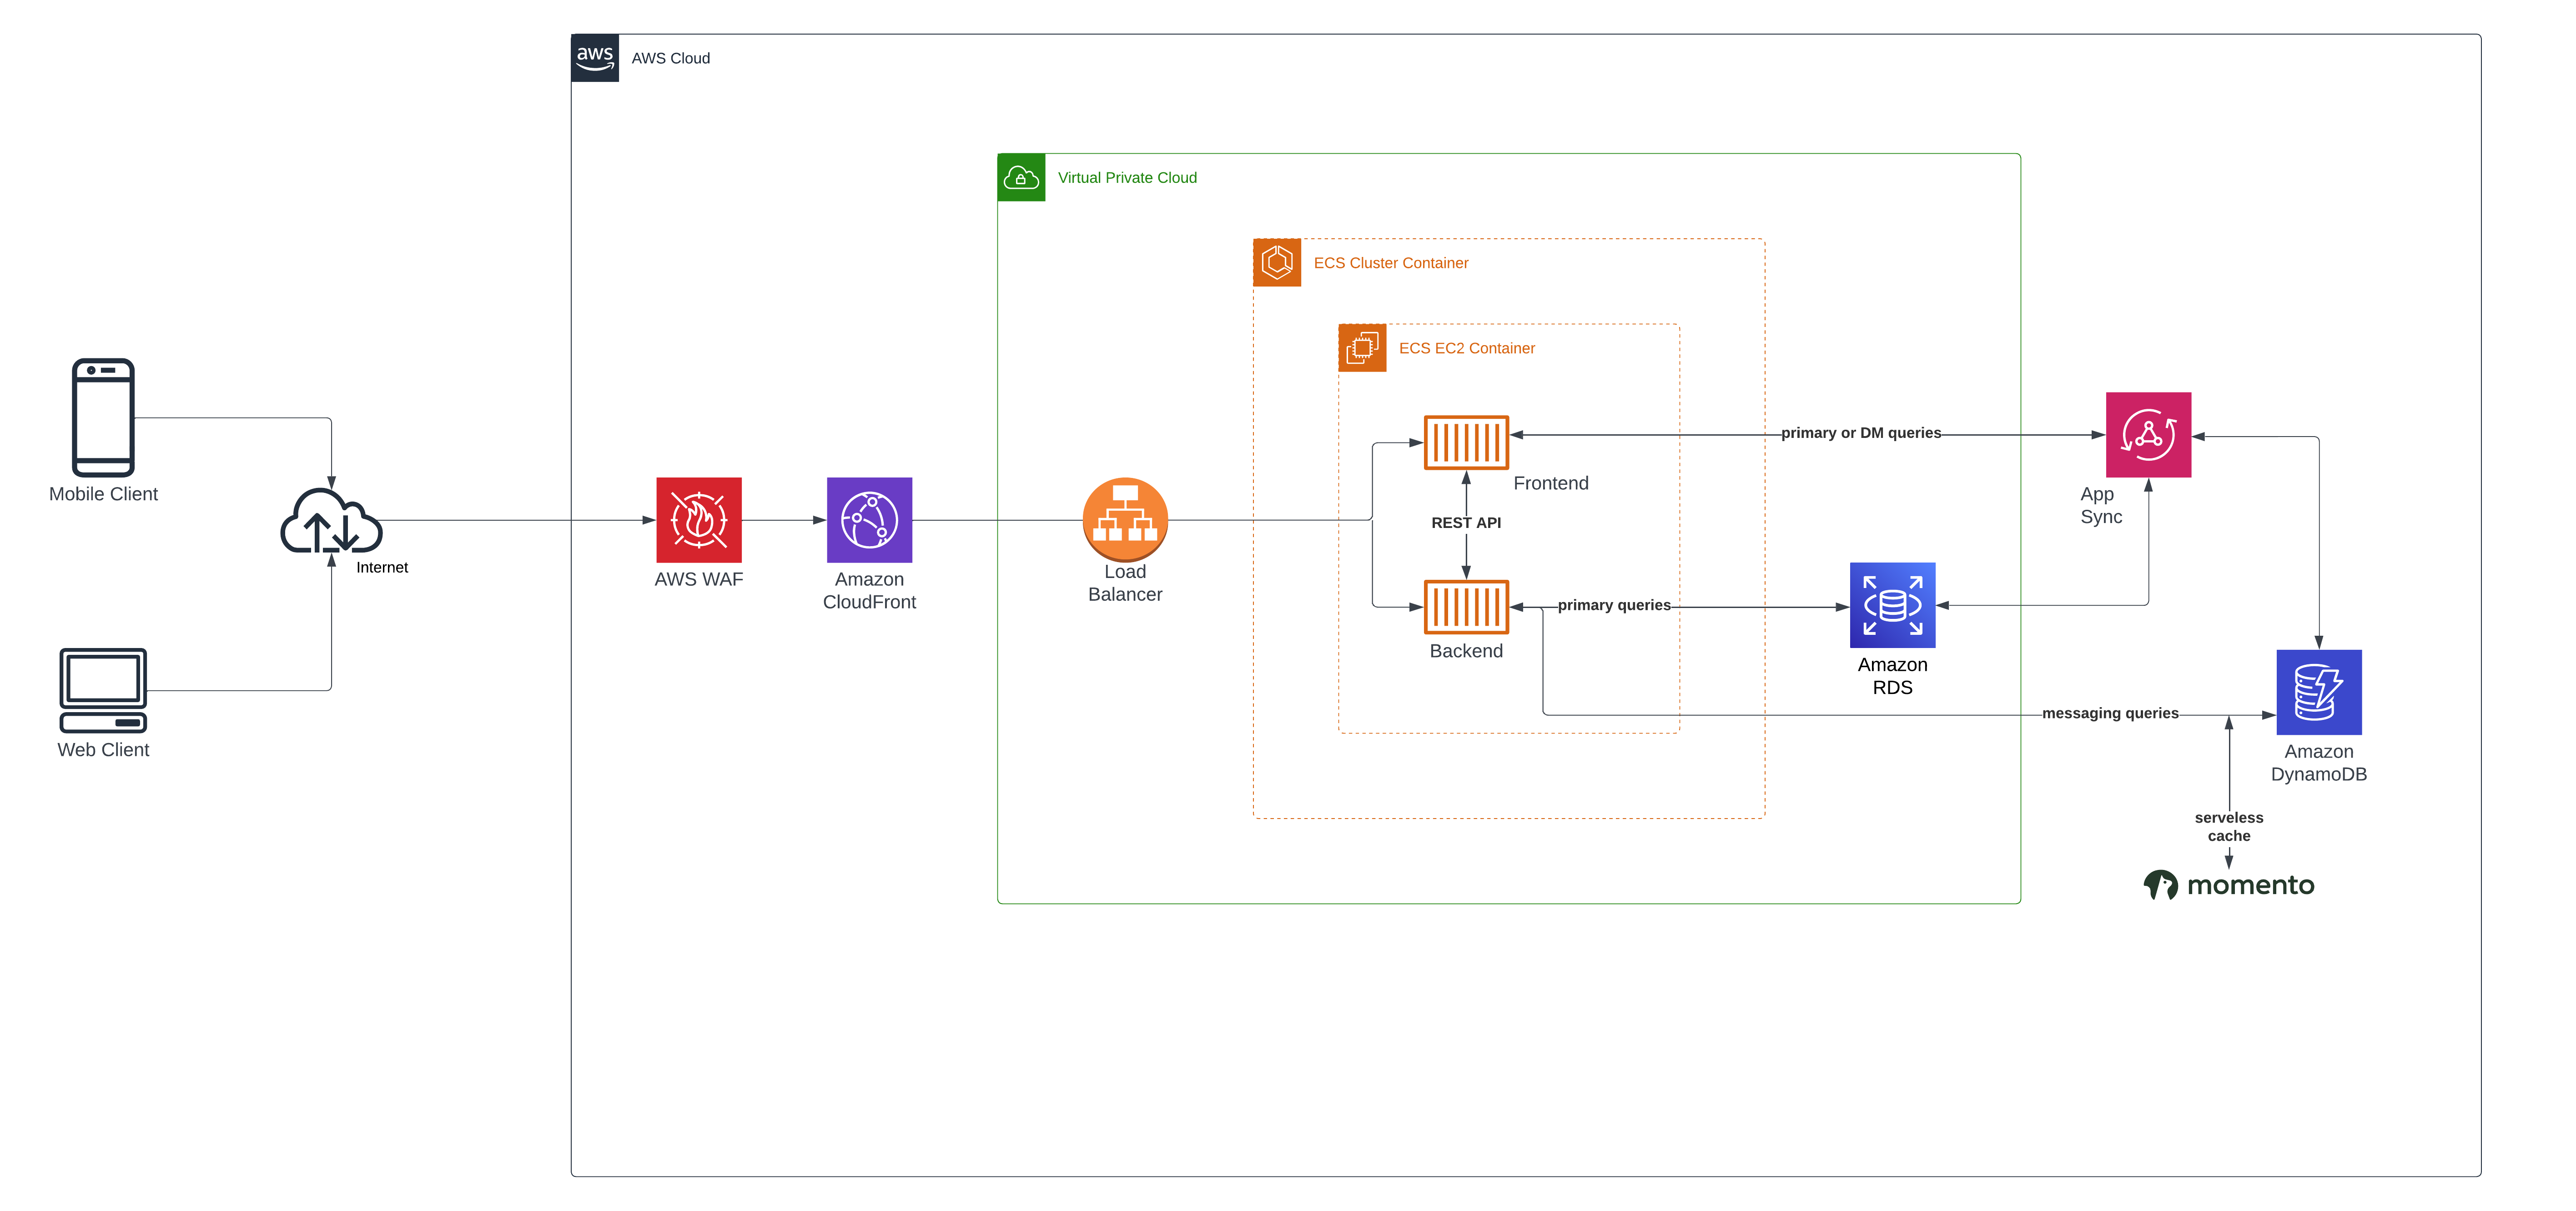 aws
AWS Cloud
Virtual Private Cloud
ECS Cluster Container
ECS EC2 Container
Mobile Client
Internet
Web Client
AWS WAF
Amazon
CloudFront
Load
Balancer
Frontend
REST API
Backend
primary or DM queries
primary queries
App
Sync
Amazon
RDS
messaging queries
Amazon
DynamoDB
serveless
cache
momento